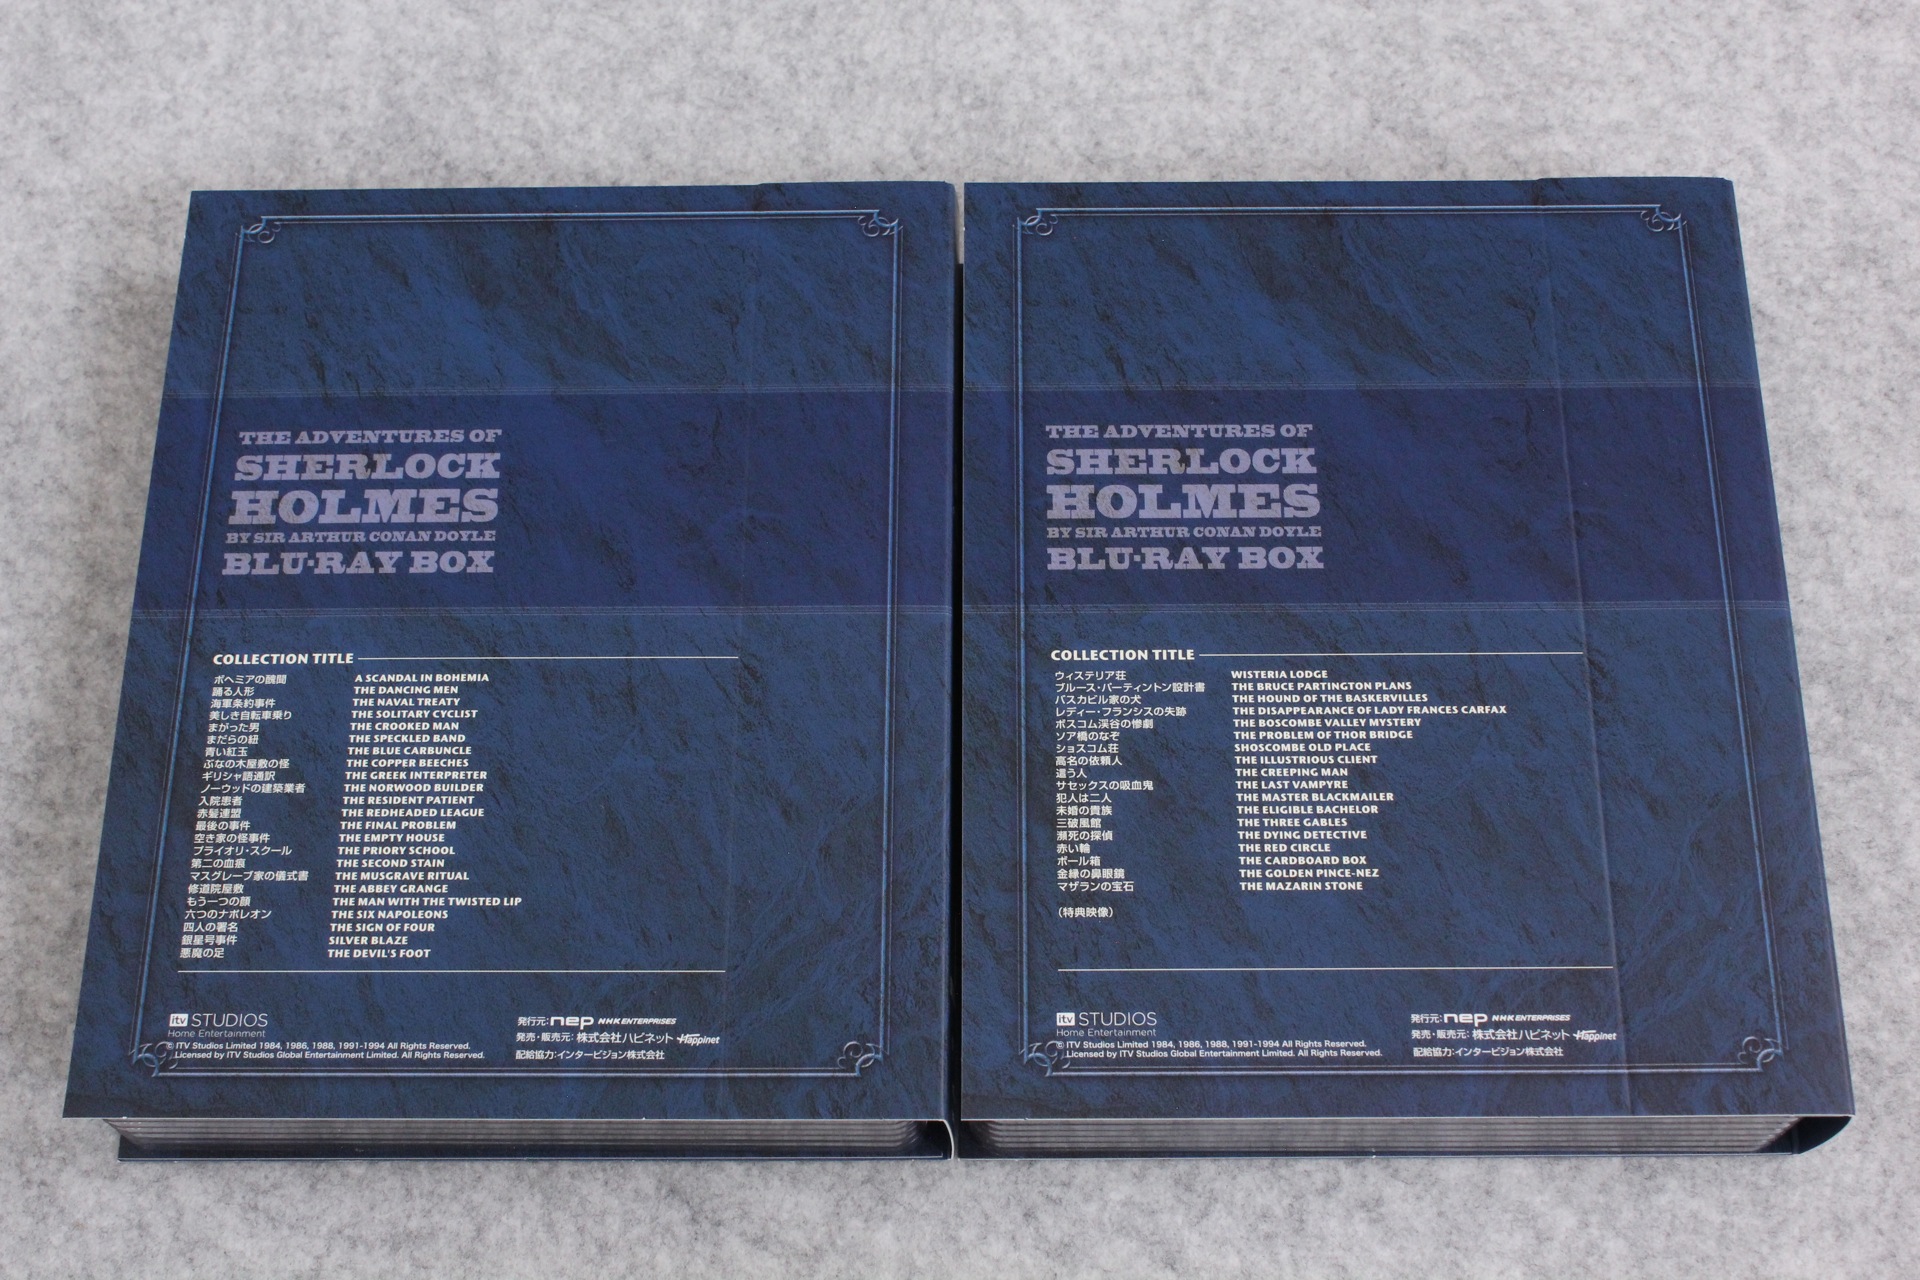 THE ADVENTURES OF
SHERLOCK
HOLMES
BY SIR ARTHUR CONAN DOYLE
BLU-RAY BOX
COLLECTION TITLE
ボヘミアの醜聞 A SCANDAL IN BOHEMIA
踊る人形 THE DANCING MEN
海軍条約事件 THE NAVAL TREATY
美しき自転車乗り THE SOLITARY CYCLIST
まがった男 THE CROOKED MAN
まだらの紐 THE SPECKLED BAND
青い紅玉 THE BLUE CARBUNCLE
ぶなの木屋敷の怪 THE COPPER BEECHES
ギリシャ語通訳 THE GREEK INTERPRETER
ノーウッドの建築業者 THE NORWOOD BUILDER
入院患者 THE RESIDENT PATIENT
赤髪連盟 THE REDHEADED LEAGUE
最後の事件 THE FINAL PROBLEM
空き家の怪事件 THE EMPTY HOUSE
プライオリ・スクール THE PRIORY SCHOOL
第二の血痕 THE SECOND STAIN
マスグレーブ家の儀式書 THE MUSGRAVE RITUAL
修道院屋敷 THE ABBEY GRANGE
もう一つの顔 THE MAN WITH THE TWISTED LIP
六つのナポレオン THE SIX NAPOLEONS
四人の署名 THE SIGN OF FOUR
銀星号事件 SILVER BLAZE
悪魔の足 THE DEVIL'S FOOT
itv STUDIOS
Home Entertainment
© ITV Studios Limited 1984, 1986, 1988, 1991-1994 All Rights Reserved.
Licensed by ITV Studios Global Entertainment Limited. All Rights Reserved.
発行元: nep NHK ENTERPRISES
発売・販売元: 株式会社ハピネット Happinet
配給協力:インタービジョン株式会社
THE ADVENTURES OF
SHERLOCK
HOLMES
BY SIR ARTHUR CONAN DOYLE
BLU-RAY BOX
COLLECTION TITLE
ウィステリア荘 WISTERIA LODGE
ブルース・パーティントン設計書 THE BRUCE PARTINGTON PLANS
バスカビル家の犬 THE HOUND OF THE BASKERVILLES
レディー・フランシスの失跡 THE DISAPPEARANCE OF LADY FRANCES CARFAX
ボスコム渓谷の惨劇 THE BOSCOMBE VALLEY MYSTERY
ソア橋のなぞ THE PROBLEM OF THOR BRIDGE
ショスコム荘 SHOSCOMBE OLD PLACE
高名の依頼人 THE ILLUSTRIOUS CLIENT
這う人 THE CREEPING MAN
サセックスの吸血鬼 THE LAST VAMPYRE
犯人は二人 THE MASTER BLACKMAILER
未婚の貴族 THE ELIGIBLE BACHELOR
三破風館 THE THREE GABLES
瀕死の探偵 THE DYING DETECTIVE
赤い輪 THE RED CIRCLE
ボール箱 THE CARDBOARD BOX
金縁の鼻眼鏡 THE GOLDEN PINCE-NEZ
マザランの宝石 THE MAZARIN STONE
(特典映像)
itv STUDIOS
Home Entertainment
© ITV Studios Limited 1984, 1986, 1988, 1991-1994 All Rights Reserved.
Licensed by ITV Studios Global Entertainment Limited. All Rights Reserved.
発行元: nep NHK ENTERPRISES
発売・販売元: 株式会社ハピネット Happinet
配給協力:インタービジョン株式会社